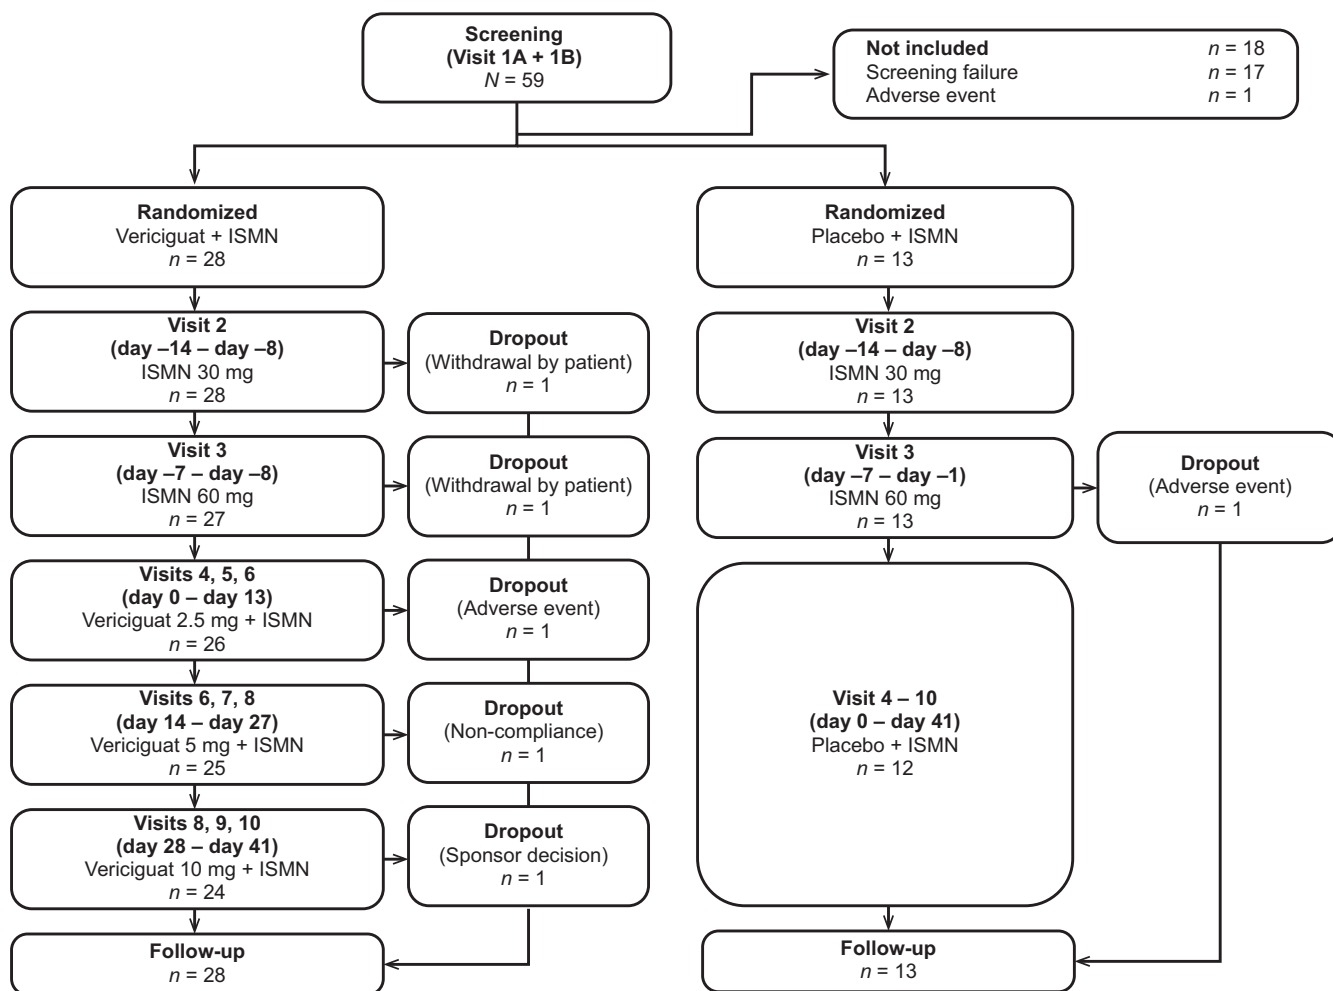 Screening
(Visit 1A + 1B)
N = 59
Not included n = 18
Screening failure n = 17
Adverse event n = 1
Randomized
Vericiguat + ISMN
n = 28
Randomized
Placebo + ISMN
n = 13
Visit 2
(day –14 – day –8)
ISMN 30 mg
n = 28
Dropout
(Withdrawal by patient)
n = 1
Visit 2
(day –14 – day –8)
ISMN 30 mg
n = 13
Visit 3
(day –7 – day –8)
ISMN 60 mg
n = 27
Dropout
(Withdrawal by patient)
n = 1
Visit 3
(day –7 – day –1)
ISMN 60 mg
n = 13
Dropout
(Adverse event)
n = 1
Visits 4, 5, 6
(day 0 – day 13)
Vericiguat 2.5 mg + ISMN
n = 26
Dropout
(Adverse event)
n = 1
Visits 6, 7, 8
(day 14 – day 27)
Vericiguat 5 mg + ISMN
n = 25
Dropout
(Non-compliance)
n = 1
Visit 4 – 10
(day 0 – day 41)
Placebo + ISMN
n = 12
Visits 8, 9, 10
(day 28 – day 41)
Vericiguat 10 mg + ISMN
n = 24
Dropout
(Sponsor decision)
n = 1
Follow-up
n = 28
Follow-up
n = 13